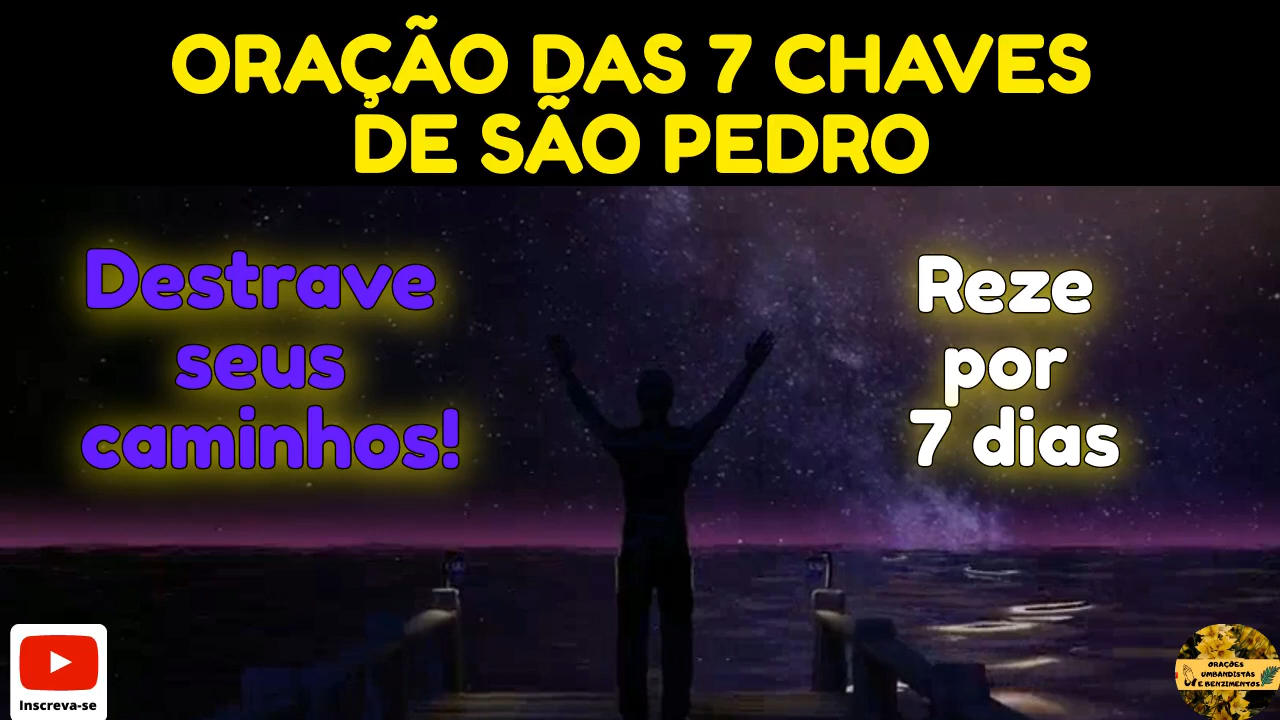 ORAÇÃO DAS 7 CHAVES
DE SÃO PEDRO
Destrave
seus
caminhos!
Reze
por
7 dias
Inscreva-se
ORAÇÕES
UMBANDISTAS
E BENZIMENTOS